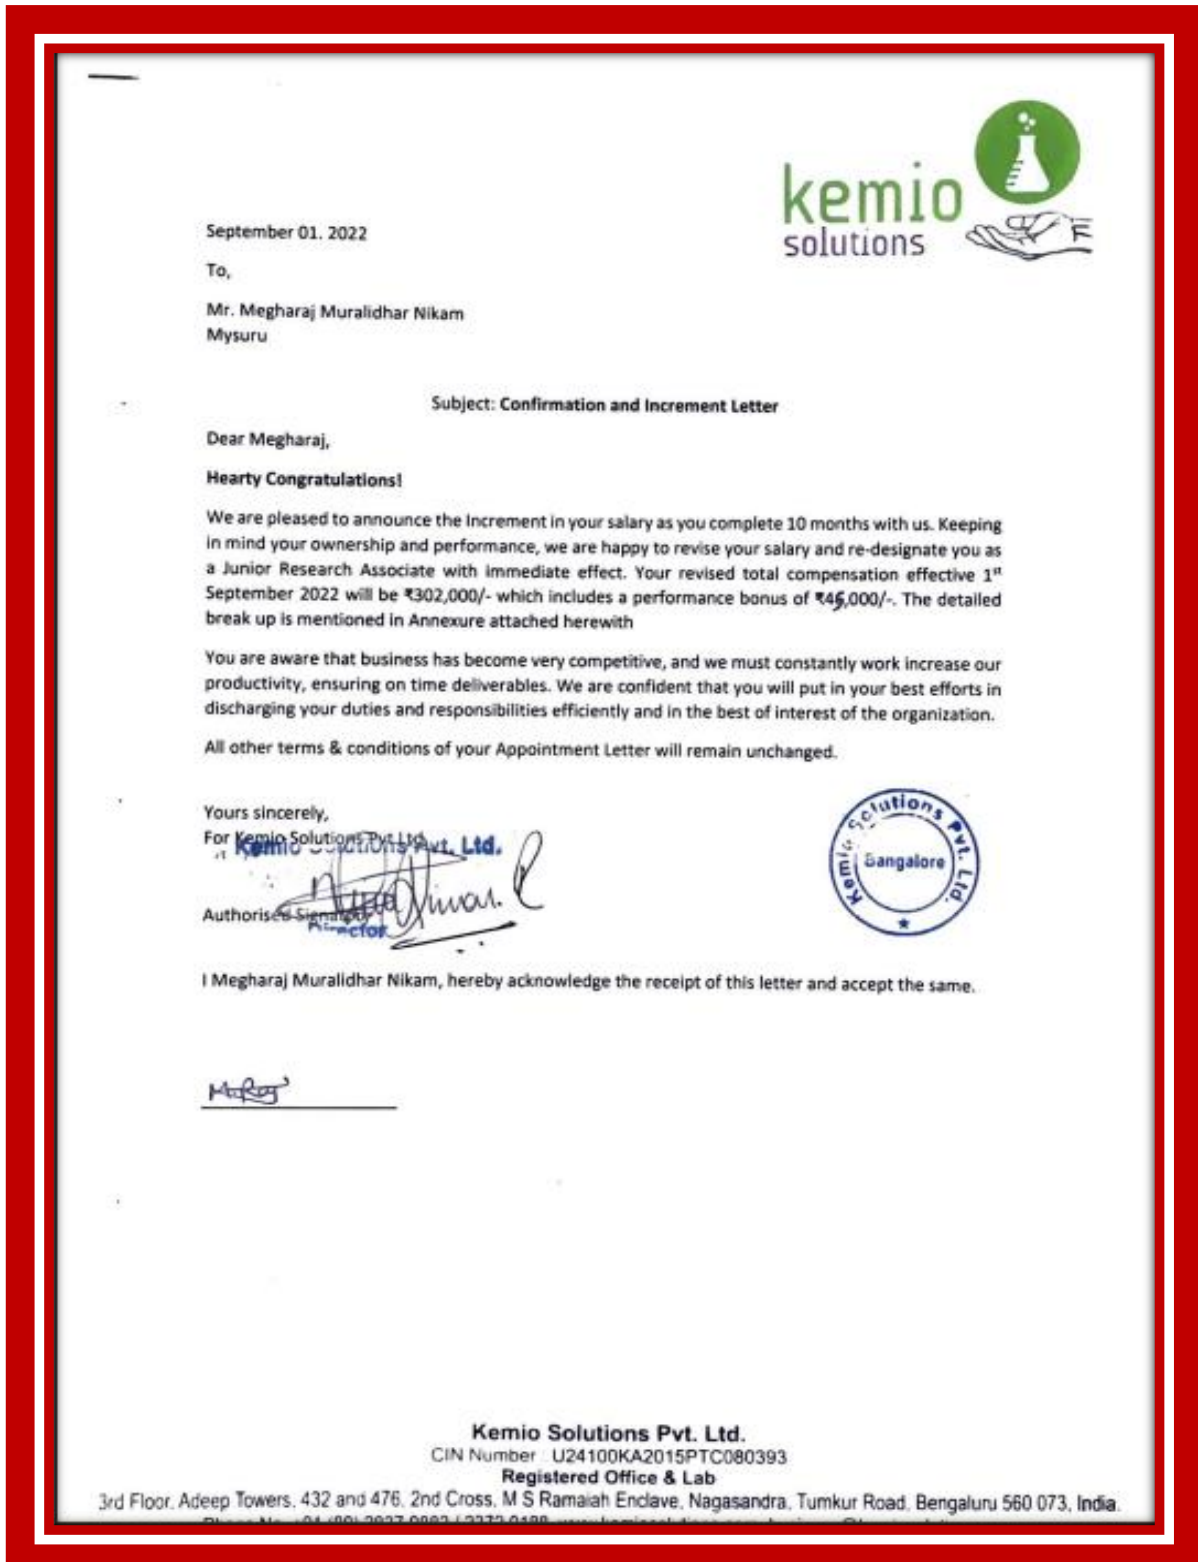 kemio
solutions
September 01. 2022
To,
Mr. Megharaj Muralidhar Nikam
Mysuru
Subject: Confirmation and Increment Letter
Dear Megharaj,
Hearty Congratulations!
We are pleased to announce the Increment in your salary as you complete 10 months with us. Keeping
in mind your ownership and performance, we are happy to revise your salary and re-designate you as
a Junior Research Associate with immediate effect. Your revised total compensation effective 1st
September 2022 will be ₹302,000/- which includes a performance bonus of . The detailed
break up is mentioned in Annexure attached herewith
You are aware that business has become very competitive, and we must constantly work increase our
productivity, ensuring on time deliverables. We are confident that you will put in your best efforts in
discharging your duties and responsibilities efficiently and in the best of interest of the organization.
All other terms & conditions of your Appointment Letter will remain unchanged.
Yours sincerely,
For Kemio Solutions Pvt Ltd
Kemio Solutions Pvt. Ltd.
Authorised Signatory
Director
Kemio Solutions Pvt. Ltd.
Bangalore
I Megharaj Muralidhar Nikam, hereby acknowledge the receipt of this letter and accept the same.
M.Raj
Kemio Solutions Pvt. Ltd.
CIN Number : U24100KA2015PTC080393
Registered Office & Lab
3rd Floor, Adeep Towers, 432 and 476, 2nd Cross, M S Ramaiah Enclave, Nagasandra, Tumkur Road, Bengaluru 560 073, India.